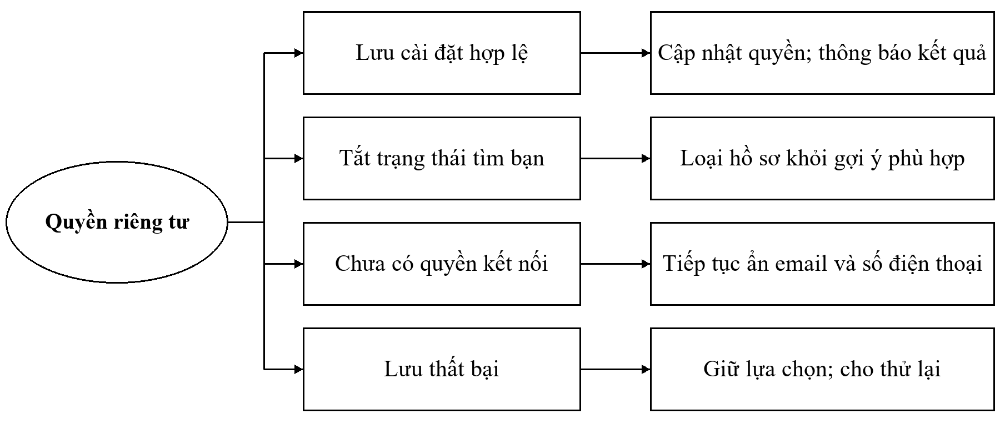 Quyền riêng tư
Lưu cài đặt hợp lệ
Cập nhật quyền; thông báo kết quả
Tắt trạng thái tìm bạn
Loại hồ sơ khỏi gợi ý phù hợp
Chưa có quyền kết nối
Tiếp tục ẩn email và số điện thoại
Lưu thất bại
Giữ lựa chọn; cho thử lại